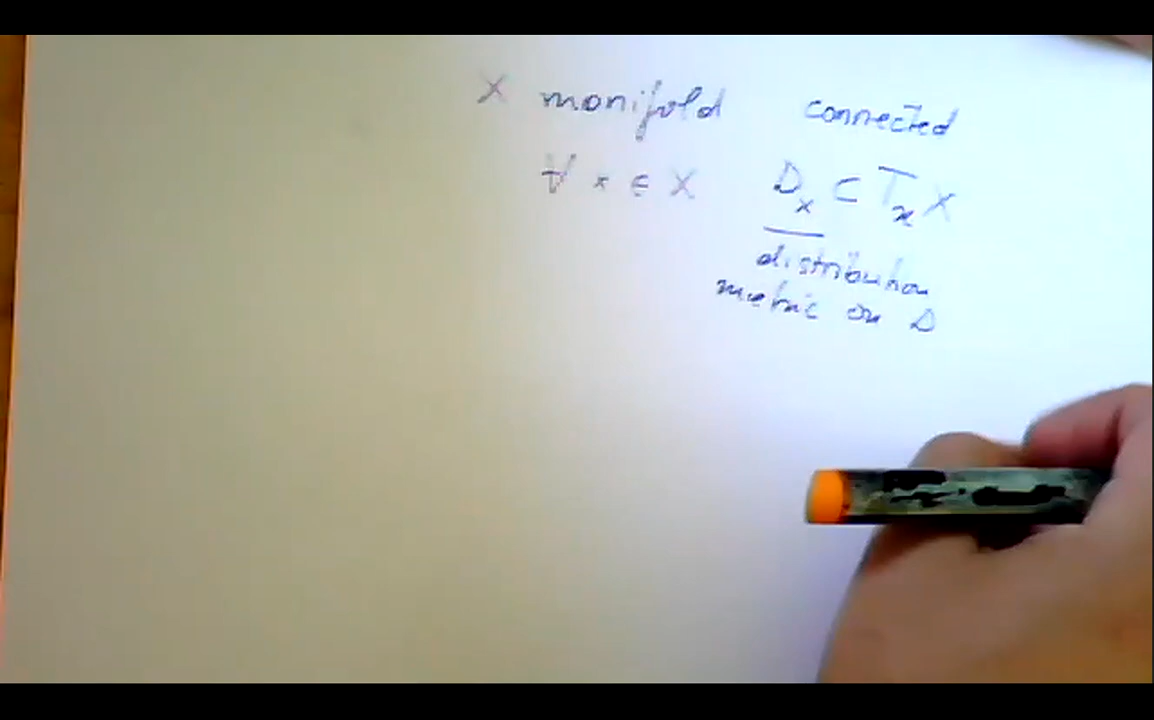 X manifold connected
∀ x ∈ X D_x ⊂ T_x X
distribution
metric on D